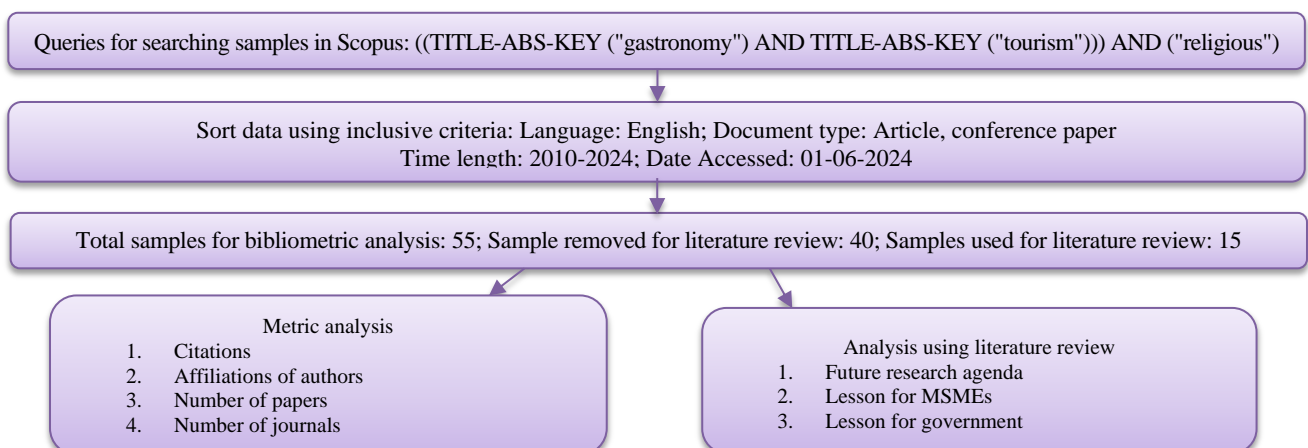 Queries for searching samples in Scopus: ((TITLE-ABS-KEY ("gastronomy") AND TITLE-ABS-KEY ("tourism"))) AND ("religious")
Sort data using inclusive criteria: Language: English; Document type: Article, conference paper
Time length: 2010-2024; Date Accessed: 01-06-2024
Total samples for bibliometric analysis: 55; Sample removed for literature review: 40; Samples used for literature review: 15
Metric analysis
1. Citations
2. Affiliations of authors
3. Number of papers
4. Number of journals
Analysis using literature review
1. Future research agenda
2. Lesson for MSMEs
3. Lesson for government